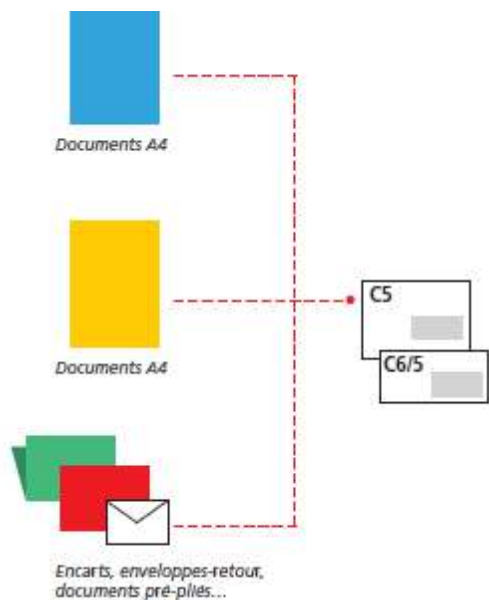 Documents A4
C5
C6/5
Documents A4
Encarts, enveloppes-retour,
documents pré-pliés...